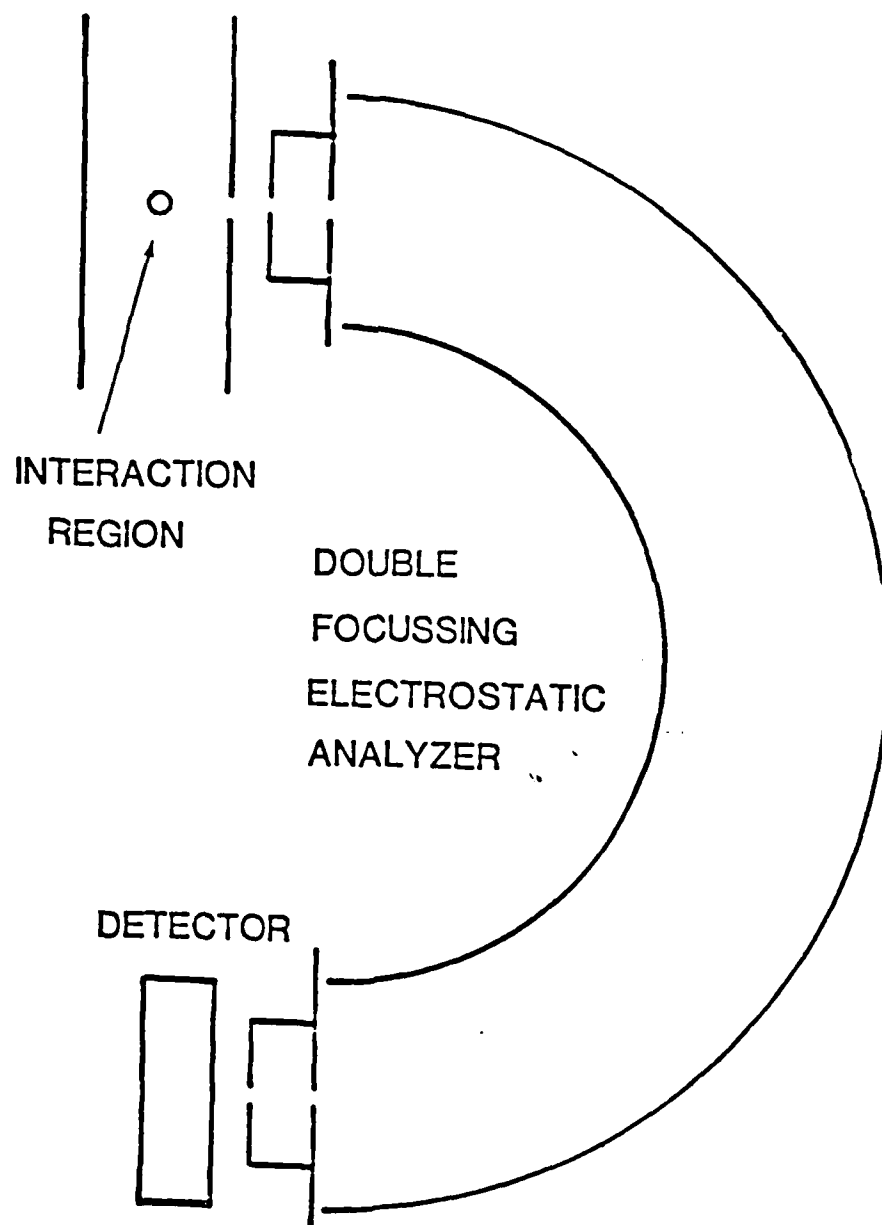 INTERACTION
REGION
DOUBLE
FOCUSSING
ELECTROSTATIC
ANALYZER
DETECTOR